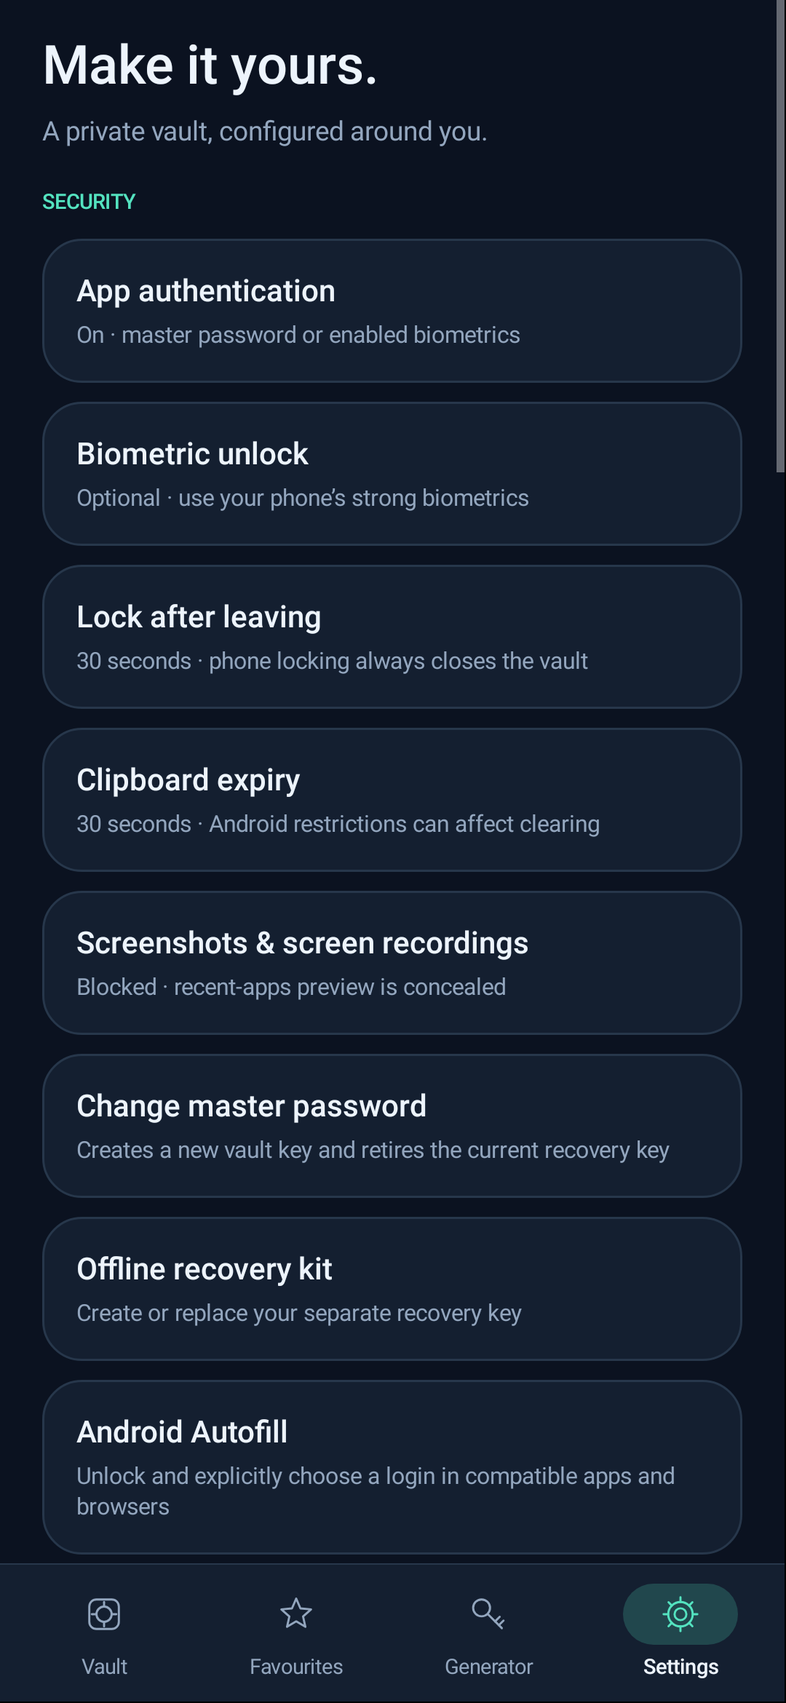 Make it yours.
A private vault, configured around you.
SECURITY
App authentication
On · master password or enabled biometrics
Biometric unlock
Optional · use your phone’s strong biometrics
Lock after leaving
30 seconds · phone locking always closes the vault
Clipboard expiry
30 seconds · Android restrictions can affect clearing
Screenshots & screen recordings
Blocked · recent-apps preview is concealed
Change master password
Creates a new vault key and retires the current recovery key
Offline recovery kit
Create or replace your separate recovery key
Android Autofill
Unlock and explicitly choose a login in compatible apps and
browsers
Vault
Favourites
Generator
Settings